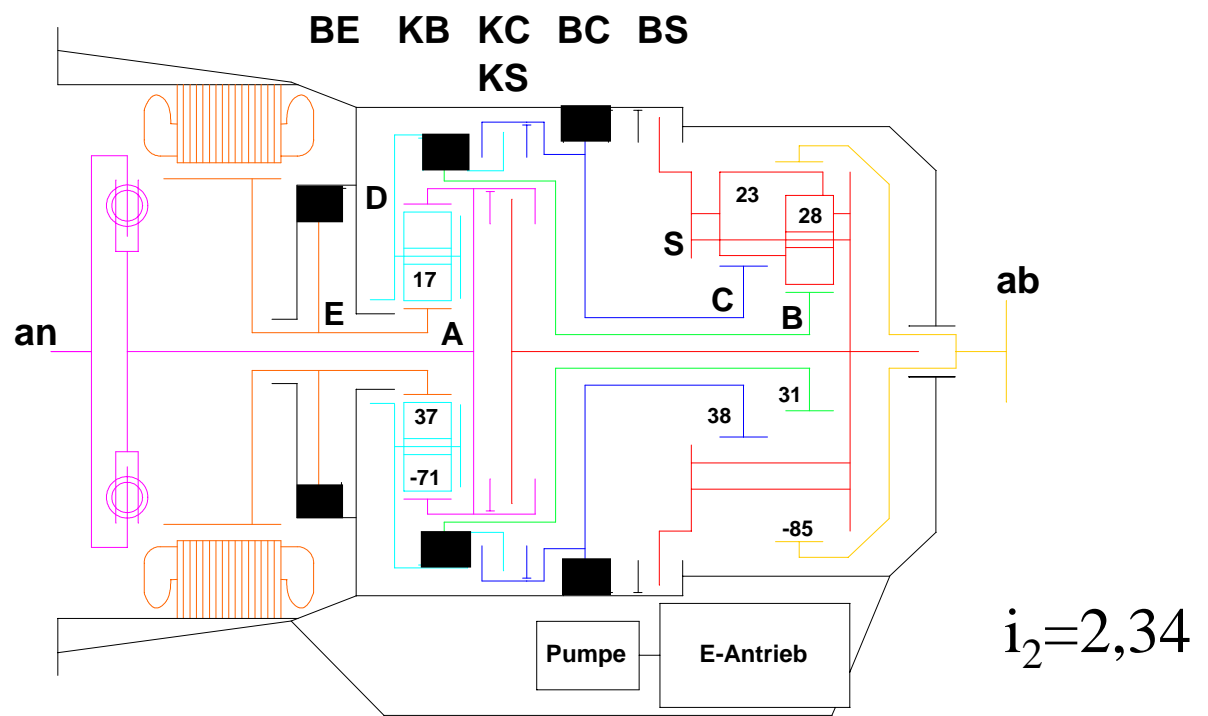 BE KB KC BC BS
KS
D
23
28
S
17
E
C
B
ab
an
A
37
31
38
-71
-85
Pumpe
E-Antrieb
i₂=2,34